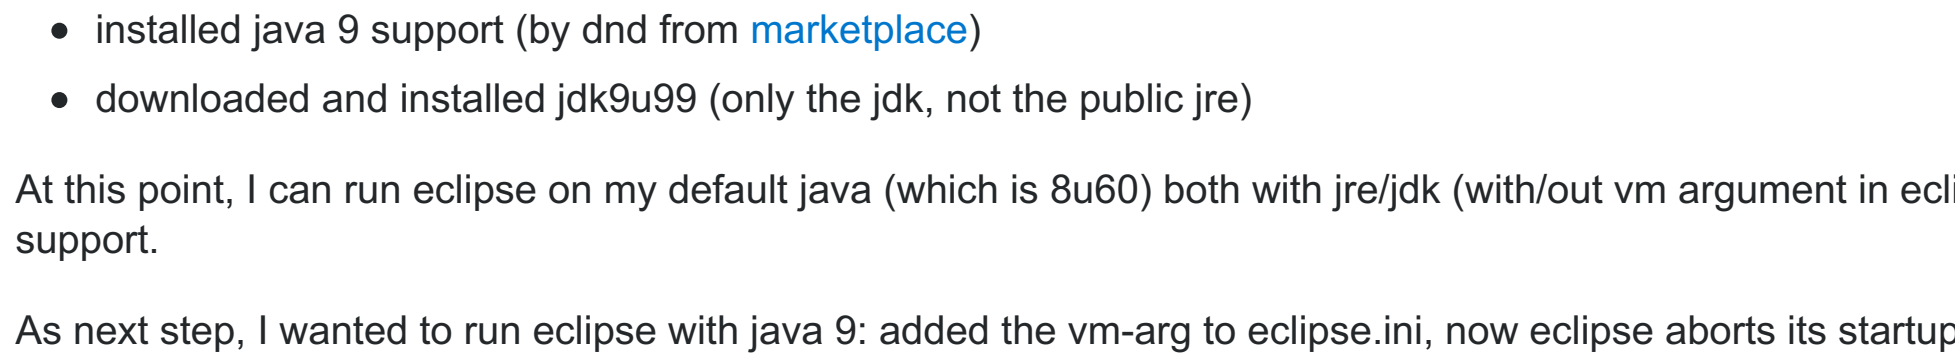 installed java 9 support (by dnd from marketplace)
downloaded and installed jdk9u99 (only the jdk, not the public jre)
At this point, I can run eclipse on my default java (which is 8u60) both with jre/jdk (with/out vm argument in ecli
support.
As next step, I wanted to run eclipse with java 9: added the vm-arg to eclipse.ini, now eclipse aborts its startup